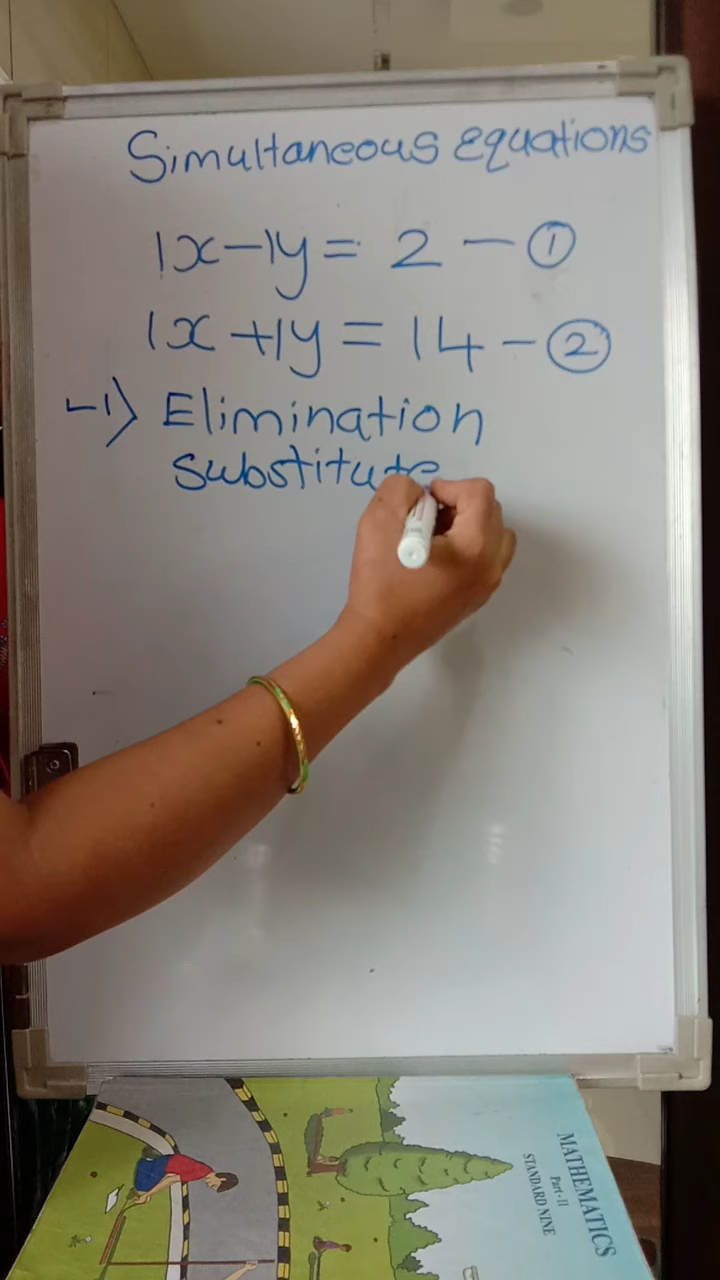 Simultaneous equations
1x-1y= 2 - ①
1x+1y = 14 - ②
-1) Elimination
Substitute
MATHEMATICS
Part - II
STANDARD NINE